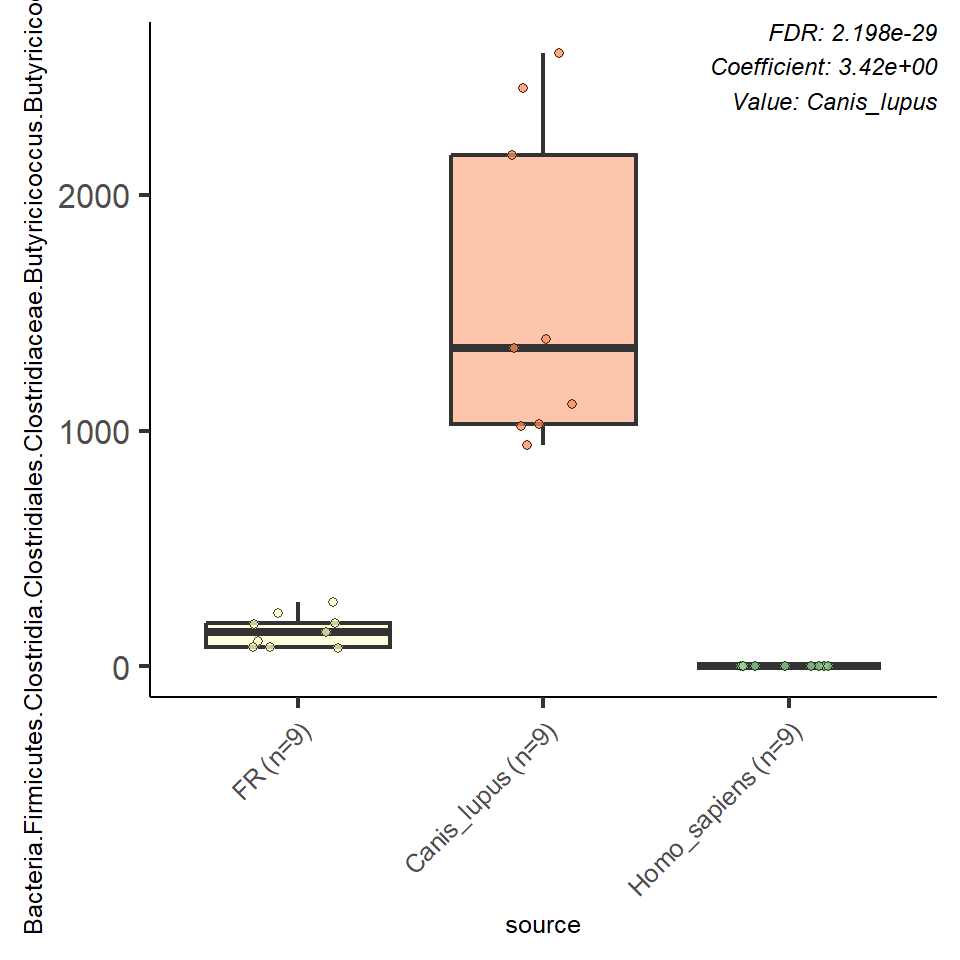 FDR: 2.198e-29
Coefficient: 3.42e+00
Value: Canis_lupus
Bacteria.Firmicutes.Clostridia.Clostridiales.Clostridiaceae.Butyricicoccus.Butyricicoc
2000
1000
0
FR (n=9)
Canis_lupus (n=9)
Homo_sapiens (n=9)
source